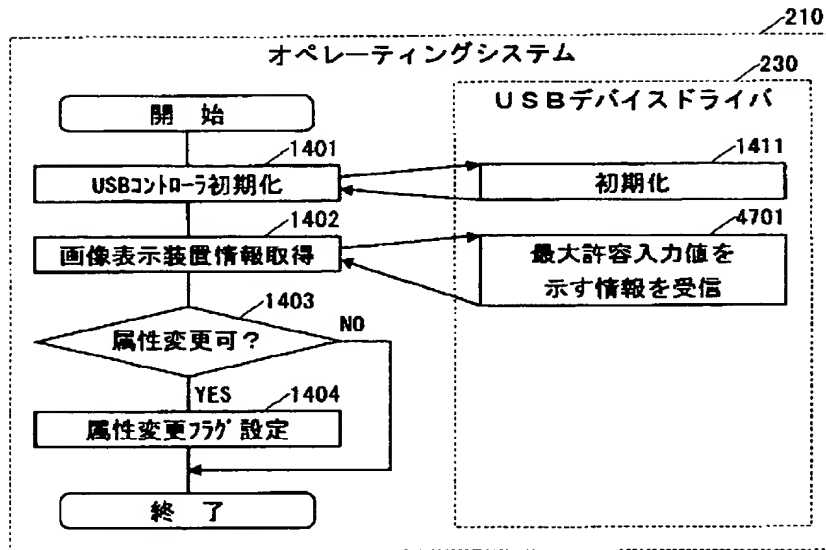 210
オペレーティングシステム
230
USBデバイスドライバ
開 始
1401
USBｺﾝﾄﾛｰﾗ初期化
1411
初期化
1402
画像表示装置情報取得
4701
最大許容入力値を
示す情報を受信
1403
属性変更可？
NO
YES
1404
属性変更ﾌﾗｸﾞ設定
終 了